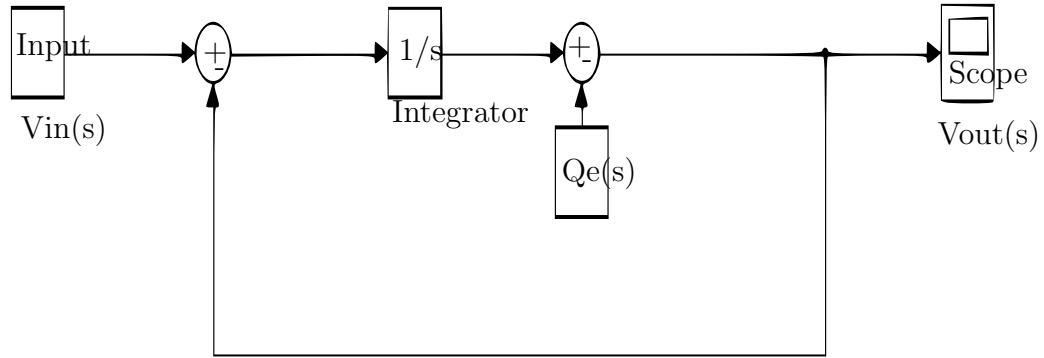 Input
Vin(s)
+
-
1/s
Integrator
+
-
Qe(s)
Scope
Vout(s)